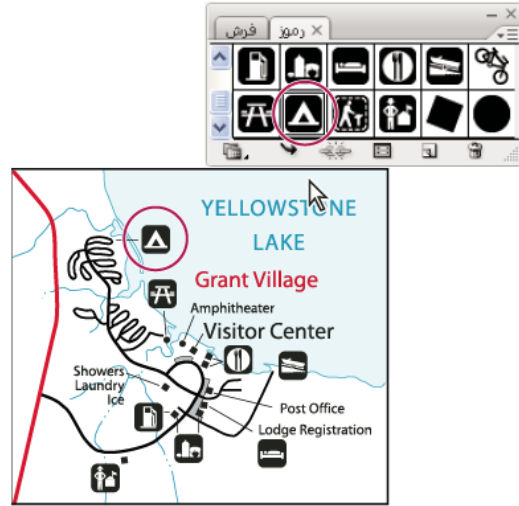 رموز
فرش
YELLOWSTONE
LAKE
Grant Village
Amphitheater
Visitor Center
Showers
Laundry
Ice
Post Office
Lodge Registration